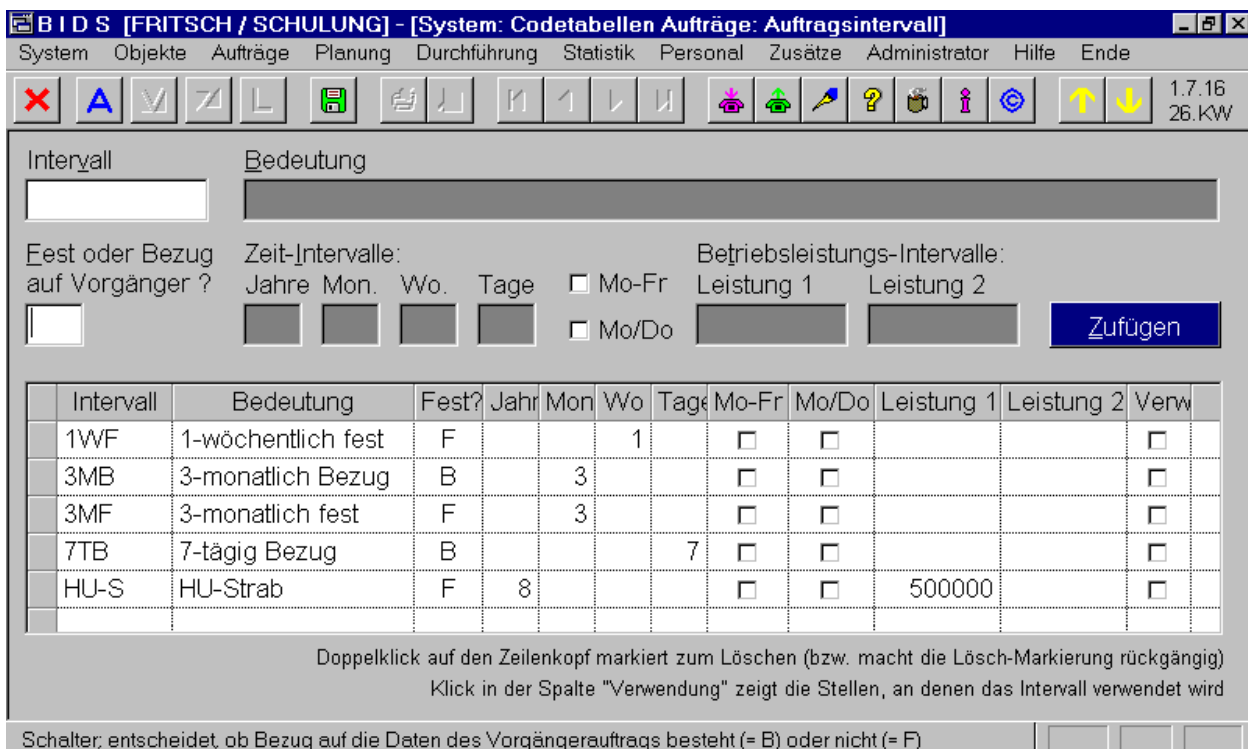 B I D S [FRITSCH / SCHULUNG] - [System: Codetabellen Aufträge: Auftragsintervall]
System Objekte Aufträge Planung Durchführung Statistik Personal Zusätze Administrator Hilfe Ende
A ? i © 1.7.16
26.KW
Intervall Bedeutung
Fest oder Bezug Zeit-Intervalle: Betriebsleistungs-Intervalle:
auf Vorgänger ? Jahre Mon. Wo. Tage Mo-Fr Leistung 1 Leistung 2
Mo/Do Zufügen
Intervall Bedeutung Fest? Jahr Mon Wo Tage Mo-Fr Mo/Do Leistung 1 Leistung 2 Verw
1WF 1-wöchentlich fest F 1
3MB 3-monatlich Bezug B 3
3MF 3-monatlich fest F 3
7TB 7-tägig Bezug B 7
HU-S HU-Strab F 8 500000
Doppelklick auf den Zeilenkopf markiert zum Löschen (bzw. macht die Lösch-Markierung rückgängig)
Klick in der Spalte "Verwendung" zeigt die Stellen, an denen das Intervall verwendet wird
Schalter; entscheidet, ob Bezug auf die Daten des Vorgängerauftrags besteht (= B) oder nicht (= F)